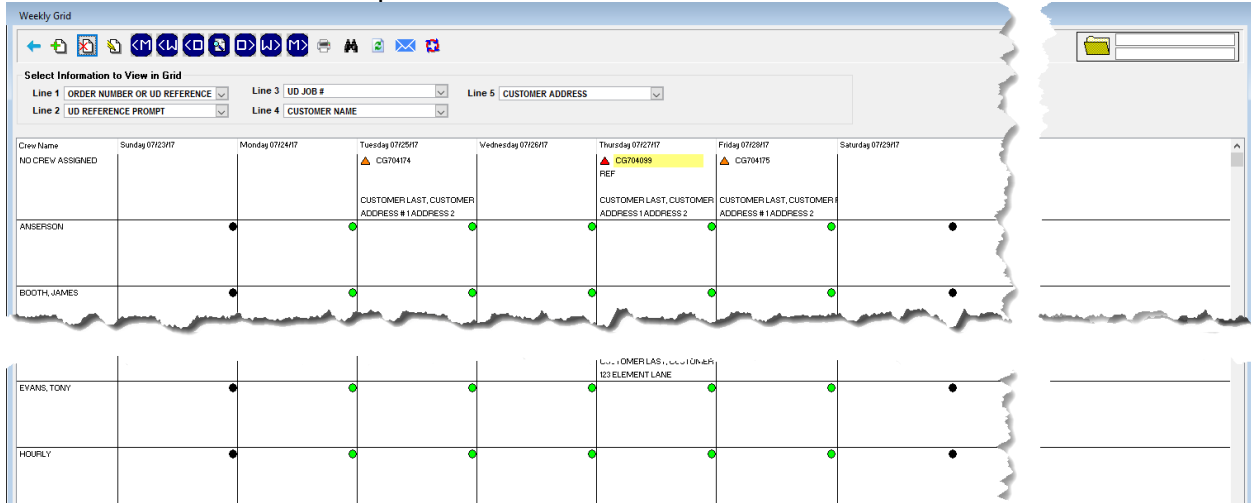 Weekly Grid
<M <W <D D> W> M>
Select Information to View in Grid
Line 1 ORDER NUMBER OR UD REFERENCE Line 3 UD JOB # Line 5 CUSTOMER ADDRESS
Line 2 UD REFERENCE PROMPT Line 4 CUSTOMER NAME
Crew Name Sunday 07/23/17 Monday 07/24/17 Tuesday 07/25/17 Wednesday 07/26/17 Thursday 07/27/17 Friday 07/28/17 Saturday 07/29/17
NO CREW ASSIGNED CG704174 CG704099 CG704175
REF
CUSTOMER LAST, CUSTOMER CUSTOMER LAST, CUSTOMER CUSTOMER LAST, CUSTOMER F
ADDRESS # 1 ADDRESS 2 ADDRESS 1 ADDRESS 2 ADDRESS # 1 ADDRESS 2
ANSERSON
BOOTH, JAMES
CUSTOMER LAST, CUSTOMER
123 ELEMENT LANE
EVANS, TONY
HOURLY